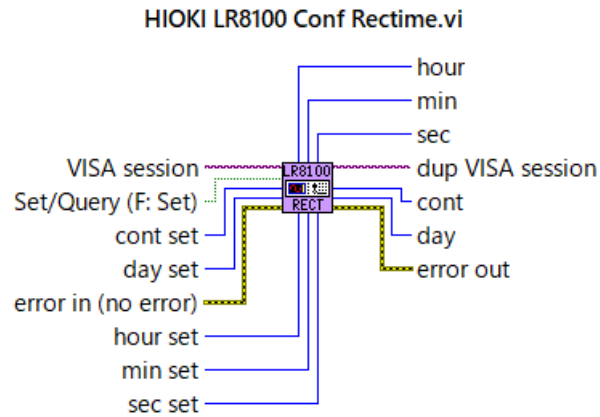 HIOKI LR8100 Conf Rectime.vi
hour
min
sec
VISA session
dup VISA session
Set/Query (F: Set)
cont
cont set
day
day set
error out
error in (no error)
hour set
min set
sec set
LR8100
RECT